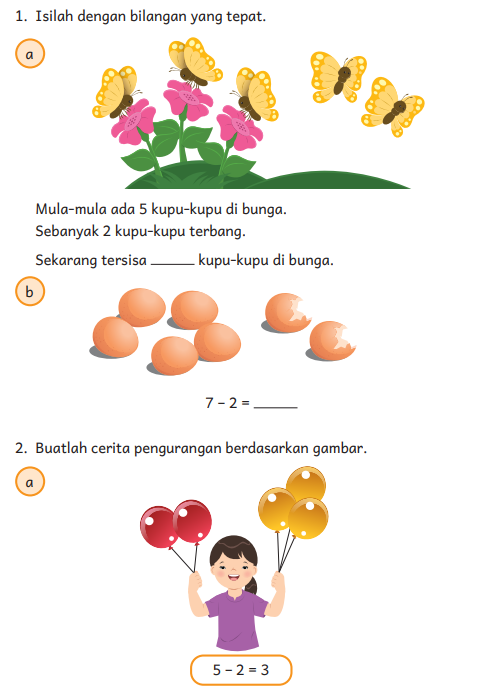 1. Isilah dengan bilangan yang tepat.
a
Mula-mula ada 5 kupu-kupu di bunga.
Sebanyak 2 kupu-kupu terbang.
Sekarang tersisa ______ kupu-kupu di bunga.
b
7 – 2 = ______
2. Buatlah cerita pengurangan berdasarkan gambar.
a
5 – 2 = 3